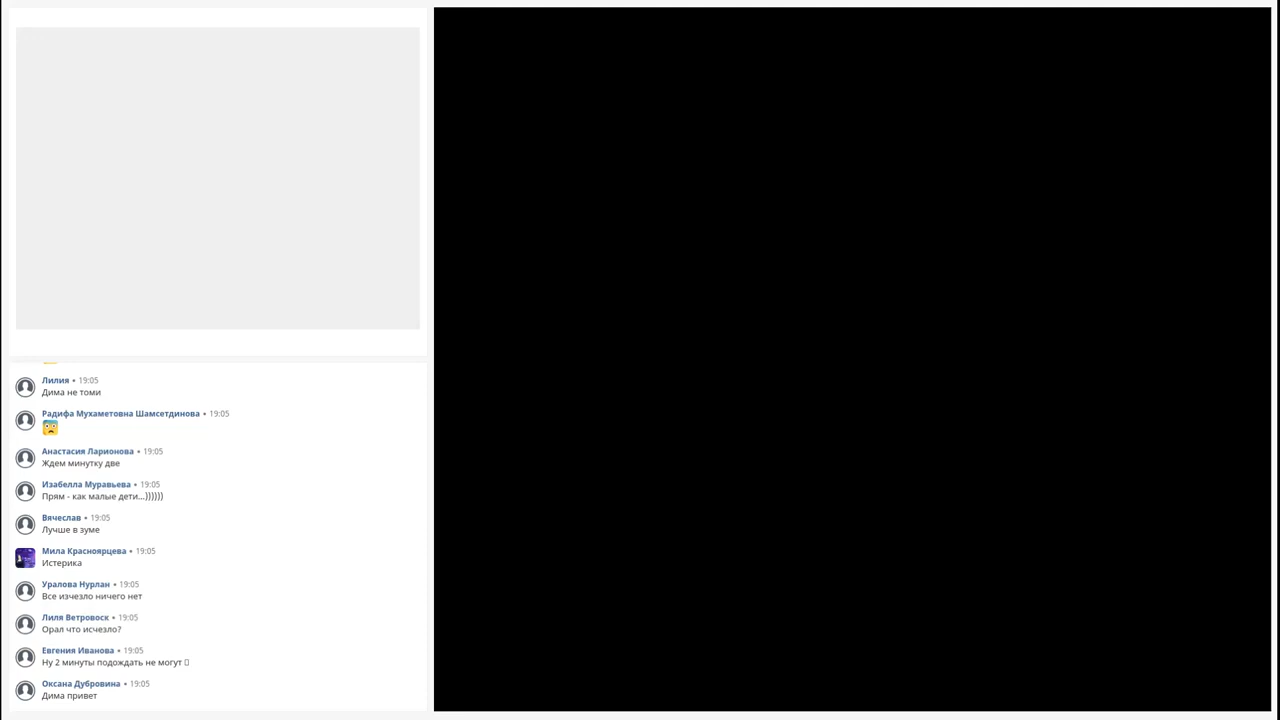 Лилия • 19:05
Дима не томи
Радифа Мухаметовна Шамсетдинова • 19:05
Анастасия Ларионова • 19:05
Ждем минутку две
Изабелла Муравьева • 19:05
Прям - как малые дети...))))))
Вячеслав • 19:05
Лучше в зуме
Мила Красноярцева • 19:05
Истерика
Уралова Нурлан • 19:05
Все изчезло ничего нет
Лиля Ветровоск • 19:05
Орал что исчезло?
Евгения Иванова • 19:05
Ну 2 минуты подождать не могут
Оксана Дубровина • 19:05
Дима привет